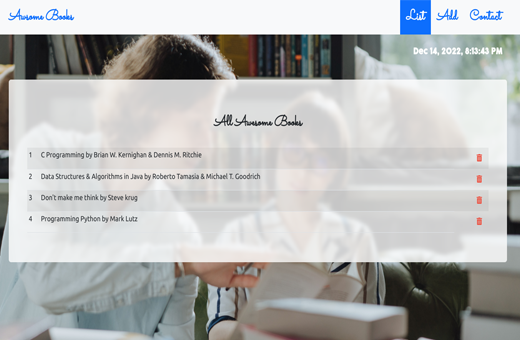 Awsome Books
List Add Contact
Dec 14, 2022, 8:13:43 PM
All Awesome Books
1 C Programming by Brian W. Kernighan & Dennis M. Ritchie
2 Data Structures & Algorithms in Java by Roberto Tamasia & Michael T. Goodrich
3 Don't make me think by Steve krug
4 Programming Python by Mark Lutz